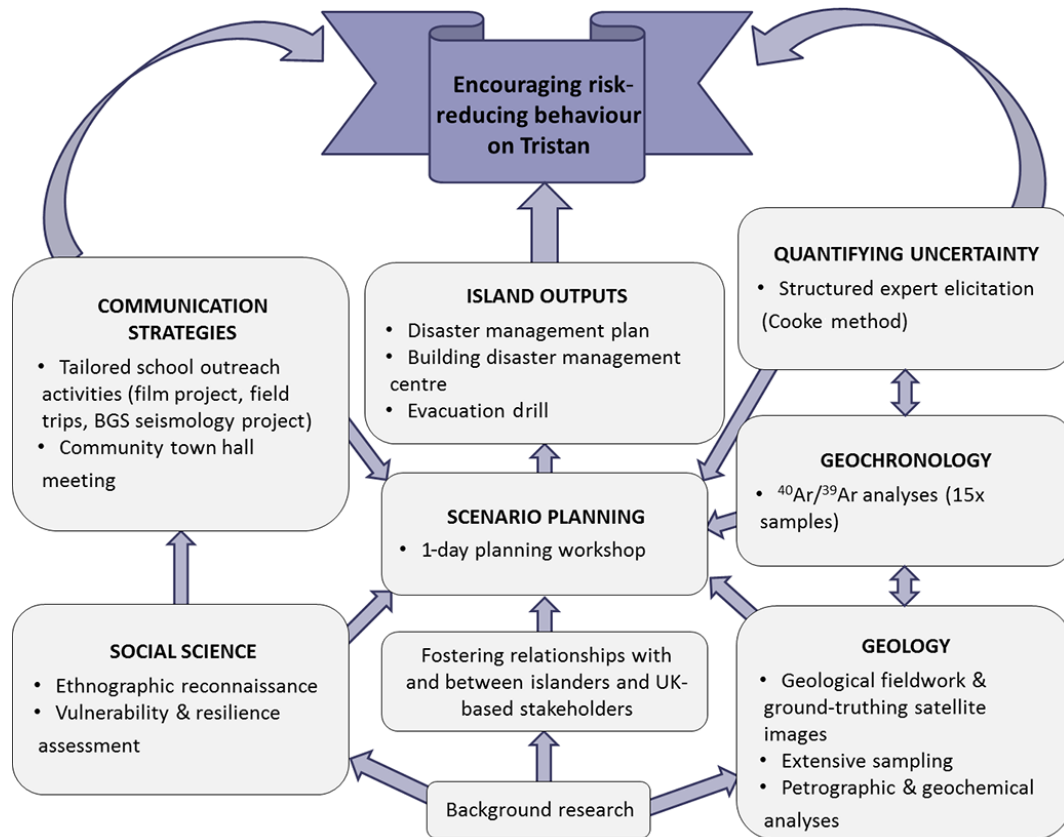 Encouraging risk-
reducing behaviour
on Tristan
COMMUNICATION
STRATEGIES
• Tailored school outreach
activities (film project, field
trips, BGS seismology project)
• Community town hall
meeting
ISLAND OUTPUTS
• Disaster management plan
• Building disaster management
centre
• Evacuation drill
QUANTIFYING UNCERTAINTY
• Structured expert elicitation
(Cooke method)
GEOCHRONOLOGY
• ⁴⁰Ar/³⁹Ar analyses (15x
samples)
SCENARIO PLANNING
• 1-day planning workshop
SOCIAL SCIENCE
• Ethnographic reconnaissance
• Vulnerability & resilience
assessment
Fostering relationships with
and between islanders and UK-
based stakeholders
GEOLOGY
• Geological fieldwork &
ground-truthing satellite
images
• Extensive sampling
• Petrographic & geochemical
analyses
Background research